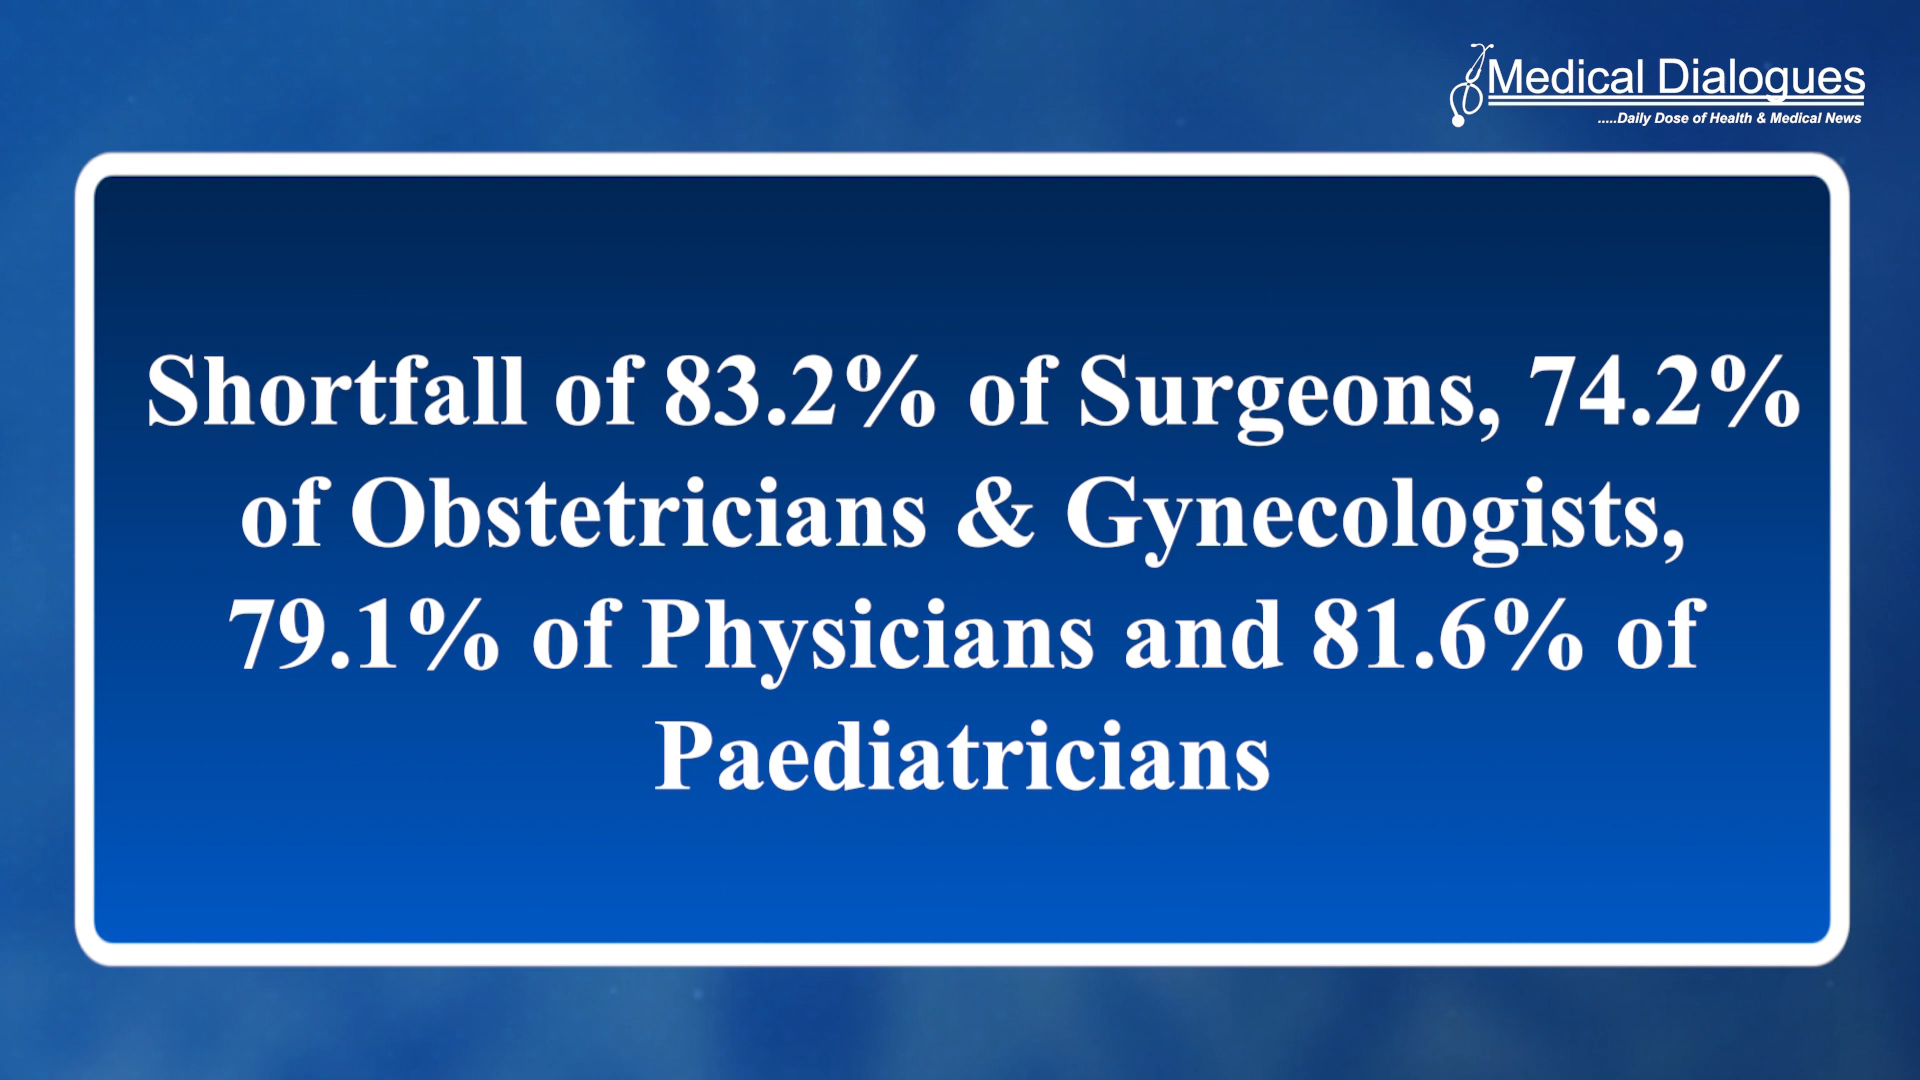 Medical Dialogues
.....Daily Dose of Health & Medical News
Shortfall of 83.2% of Surgeons, 74.2%
of Obstetricians & Gynecologists,
79.1% of Physicians and 81.6% of
Paediatricians